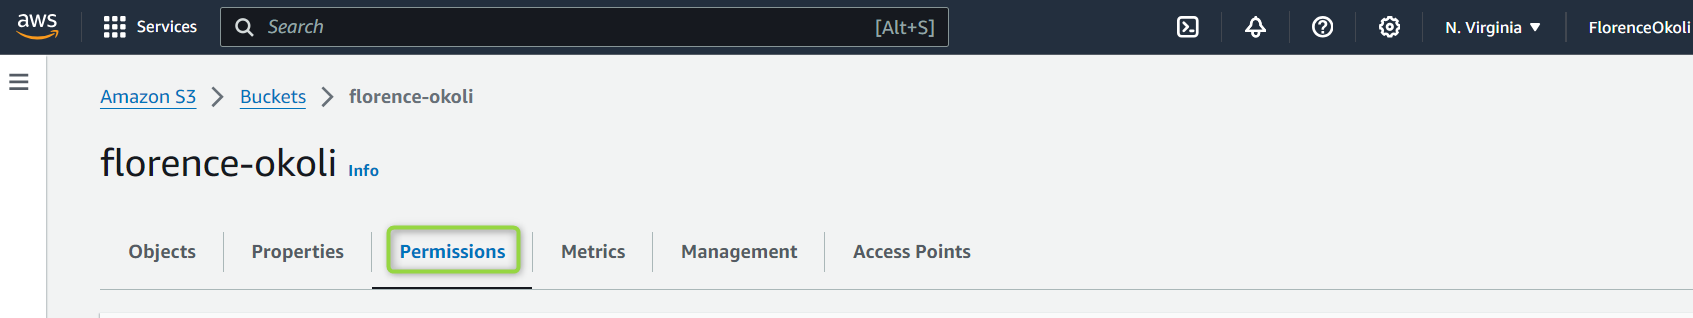 aws Services Search [Alt+S] N. Virginia FlorenceOkoli
Amazon S3 Buckets florence-okoli
florence-okoli Info
Objects Properties Permissions Metrics Management Access Points